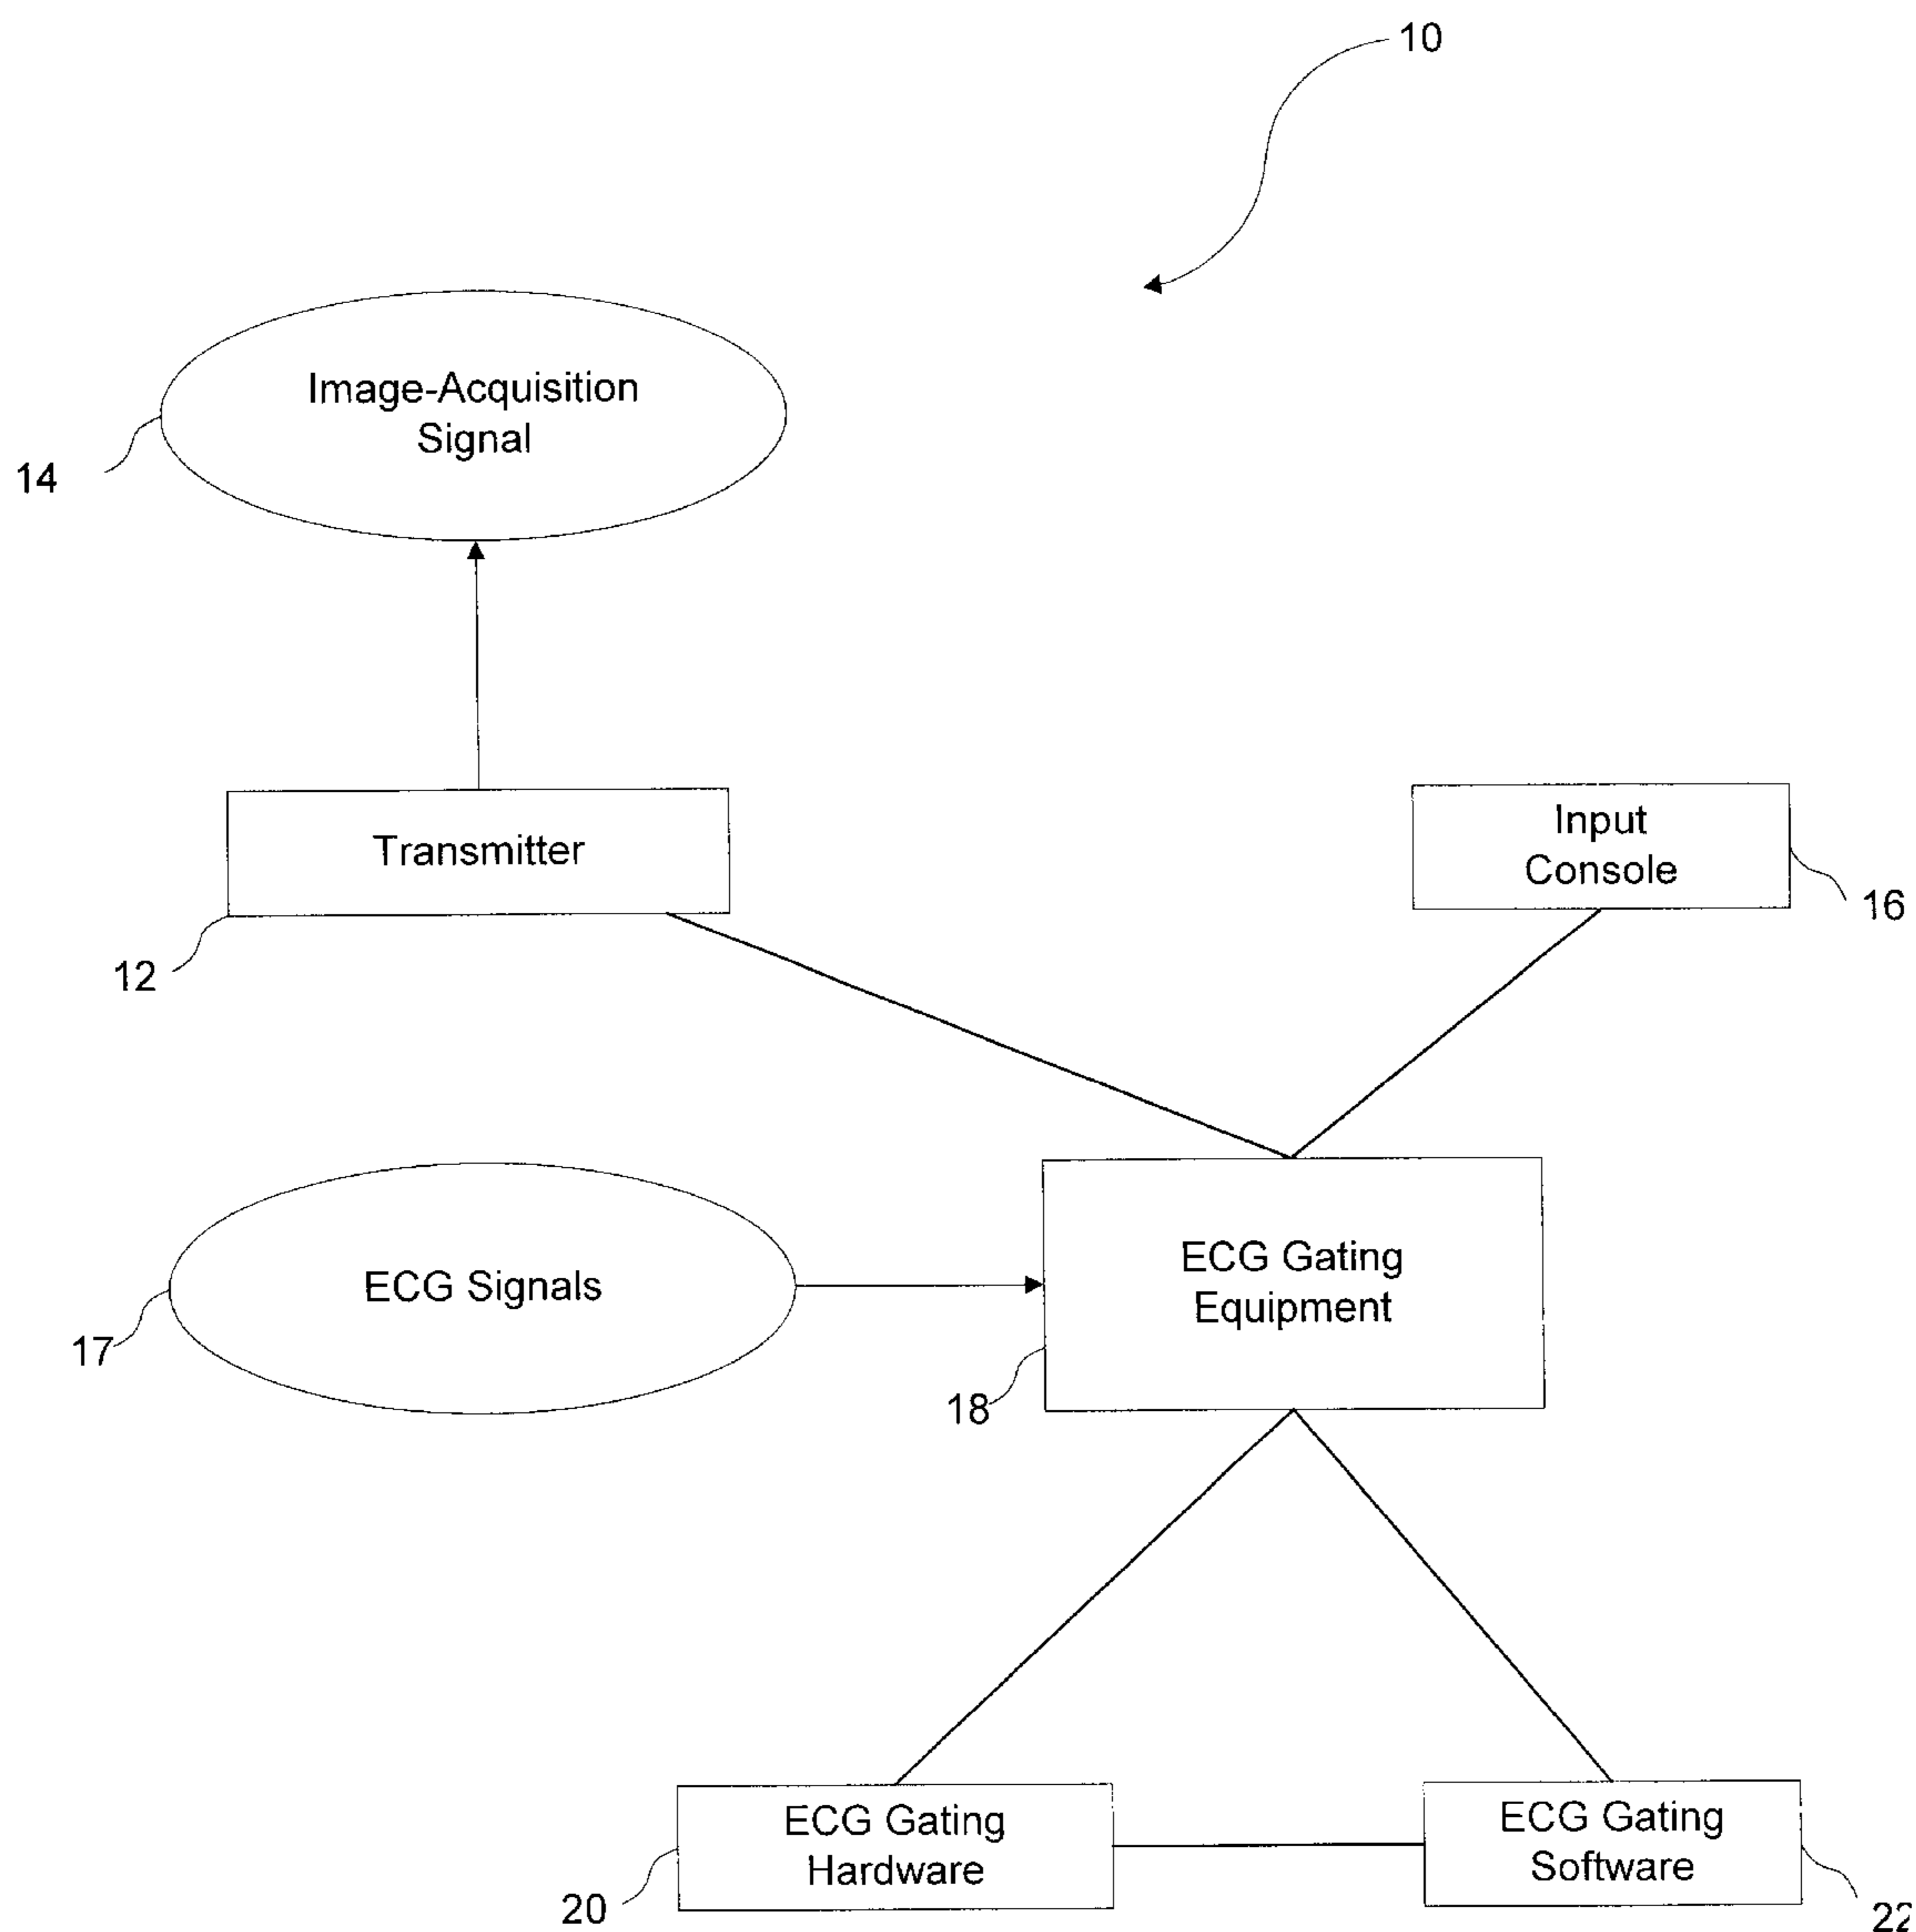 10
Image-Acquisition
Signal
14
Transmitter
12
Input
Console
16
ECG Signals
17
ECG Gating
Equipment
18
ECG Gating
Hardware
20
ECG Gating
Software
22